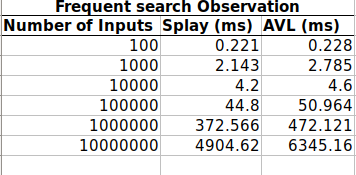 Frequent search Observation
Number of Inputs Splay (ms) AVL (ms)
100 0.221 0.228
1000 2.143 2.785
10000 4.2 4.6
100000 44.8 50.964
1000000 372.566 472.121
10000000 4904.62 6345.16